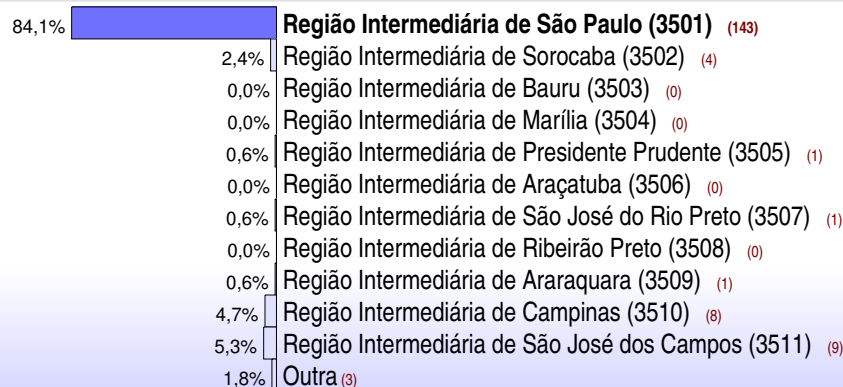 84,1% Região Intermediária de São Paulo (3501) (143)
2,4% Região Intermediária de Sorocaba (3502) (4)
0,0% Região Intermediária de Bauru (3503) (0)
0,0% Região Intermediária de Marília (3504) (0)
0,6% Região Intermediária de Presidente Prudente (3505) (1)
0,0% Região Intermediária de Araçatuba (3506) (0)
0,6% Região Intermediária de São José do Rio Preto (3507) (1)
0,0% Região Intermediária de Ribeirão Preto (3508) (0)
0,6% Região Intermediária de Araraquara (3509) (1)
4,7% Região Intermediária de Campinas (3510) (8)
5,3% Região Intermediária de São José dos Campos (3511) (9)
1,8% Outra (3)